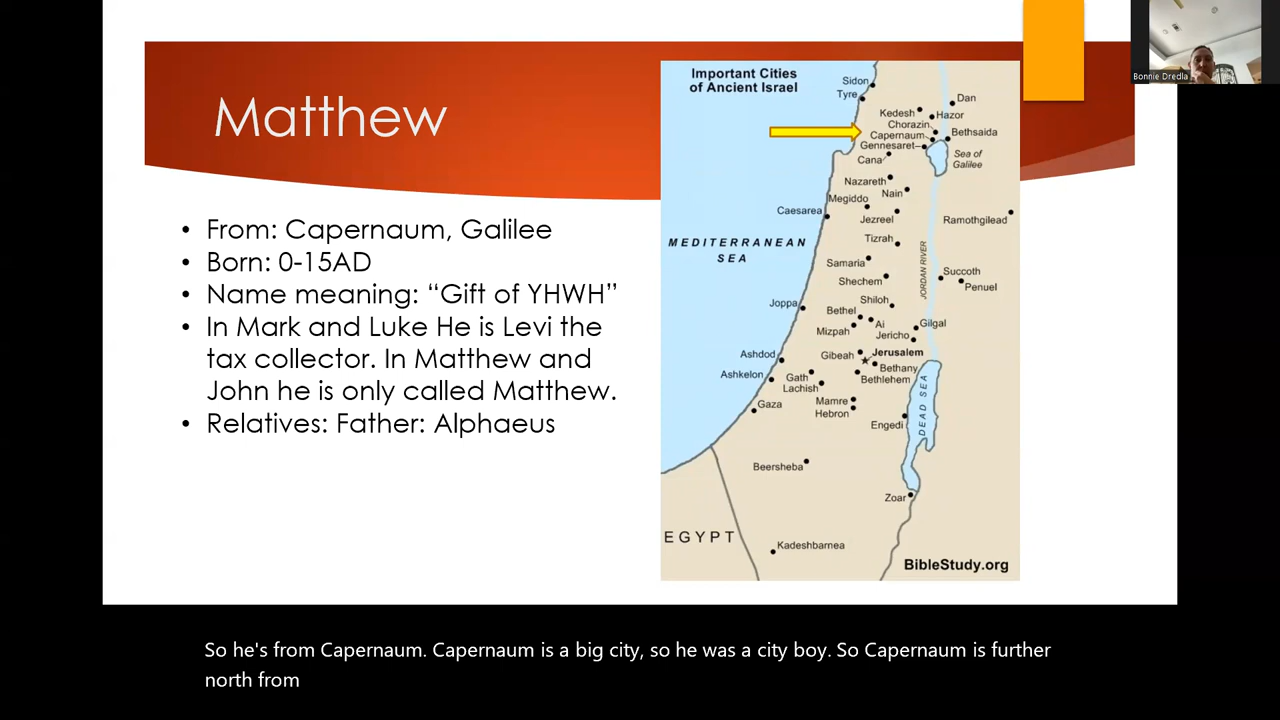 Bonnie Dredla
Matthew
• From: Capernaum, Galilee
• Born: 0-15AD
• Name meaning: “Gift of YHWH”
• In Mark and Luke He is Levi the
tax collector. In Matthew and
John he is only called Matthew.
• Relatives: Father: Alphaeus
Important Cities
of Ancient Israel
Sidon
Tyre
Dan
Kedesh
Hazor
Chorazin
Capernaum
Bethsaida
Gennesaret
Cana
Sea of
Galilee
Nazareth
Nain
Megiddo
Caesarea
Jezreel
Ramothgilead
Tizrah
MEDITERRANEAN
SEA
JORDAN RIVER
Samaria
Shechem
Succoth
Penuel
Shiloh
Joppa
Bethel
Ai
Gilgal
Mizpah
Jericho
Ashdod
Gibeah
Jerusalem
Bethany
Ashkelon
Gath
Bethlehem
Lachish
Gaza
Mamre
Hebron
DEAD SEA
Engedi
Beersheba
Zoar
EGYPT
Kadeshbarnea
BibleStudy.org
So he's from Capernaum. Capernaum is a big city, so he was a city boy. So Capernaum is further
north from